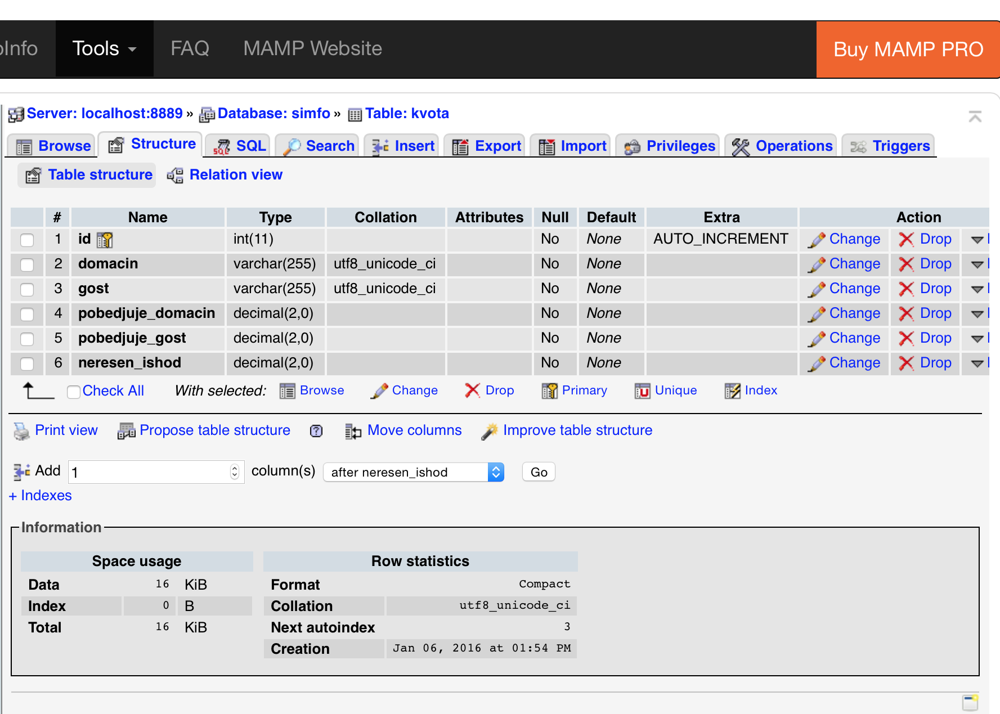 Tools FAQ MAMP Website Buy MAMP PRO
Server: localhost:8889 » Database: simfo » Table: kvota
Browse Structure SQL Search Insert Export Import Privileges Operations Triggers
Table structure Relation view
# Name Type Collation Attributes Null Default Extra Action
1 id int(11) No None AUTO_INCREMENT Change Drop
2 domacin varchar(255) utf8_unicode_ci No None Change Drop
3 gost varchar(255) utf8_unicode_ci No None Change Drop
4 pobedjuje_domacin decimal(2,0) No None Change Drop
5 pobedjuje_gost decimal(2,0) No None Change Drop
6 neresen_ishod decimal(2,0) No None Change Drop
Check All With selected: Browse Change Drop Primary Unique Index
Print view Propose table structure Move columns Improve table structure
Add 1 column(s) after neresen_ishod Go
+ Indexes
Information
Space usage Row statistics
Data 16 KiB Format Compact
Index 0 B Collation utf8_unicode_ci
Total 16 KiB Next autoindex 3
Creation Jan 06, 2016 at 01:54 PM